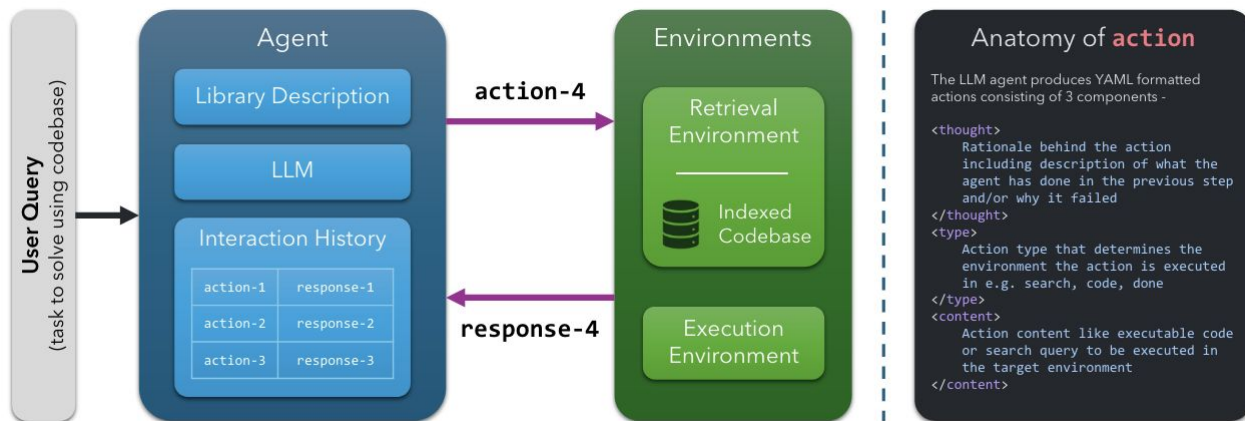 User Query
(task to solve using codebase)
Agent
Library Description
LLM
Interaction History
action-1 response-1
action-2 response-2
action-3 response-3
action-4
response-4
Environments
Retrieval
Environment
Indexed
Codebase
Execution
Environment
Anatomy of action
The LLM agent produces YAML formatted
actions consisting of 3 components -
<thought>
Rationale behind the action
including description of what the
agent has done in the previous step
and/or why it failed
</thought>
<type>
Action type that determines the
environment the action is executed
in e.g. search, code, done
</type>
<content>
Action content like executable code
or search query to be executed in
the target environment
</content>